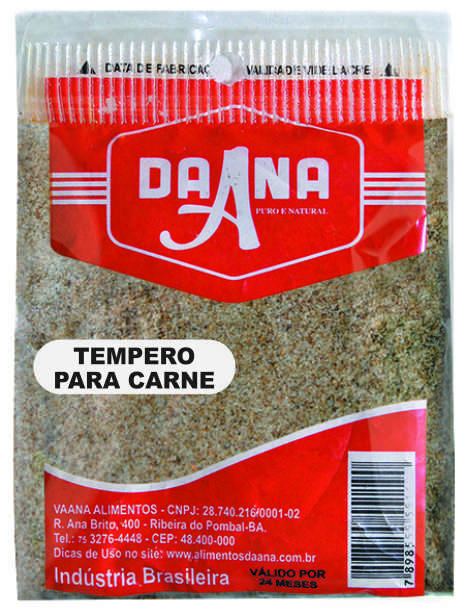 DATA DE FABRICAÇ VALIDADE VIDE LACRE
DAANA
PURO E NATURAL
TEMPERO
PARA CARNE
VAANA ALIMENTOS - CNPJ: 28.740.216/0001-02
R. Ana Brito, 400 - Ribeira do Pombal-BA.
Tel.: 75 3276-4448 - CEP: 48.400-000
Dicas de Uso no site: www.alimentosdaana.com.br
Indústria Brasileira
VÁLIDO POR
24 MESES